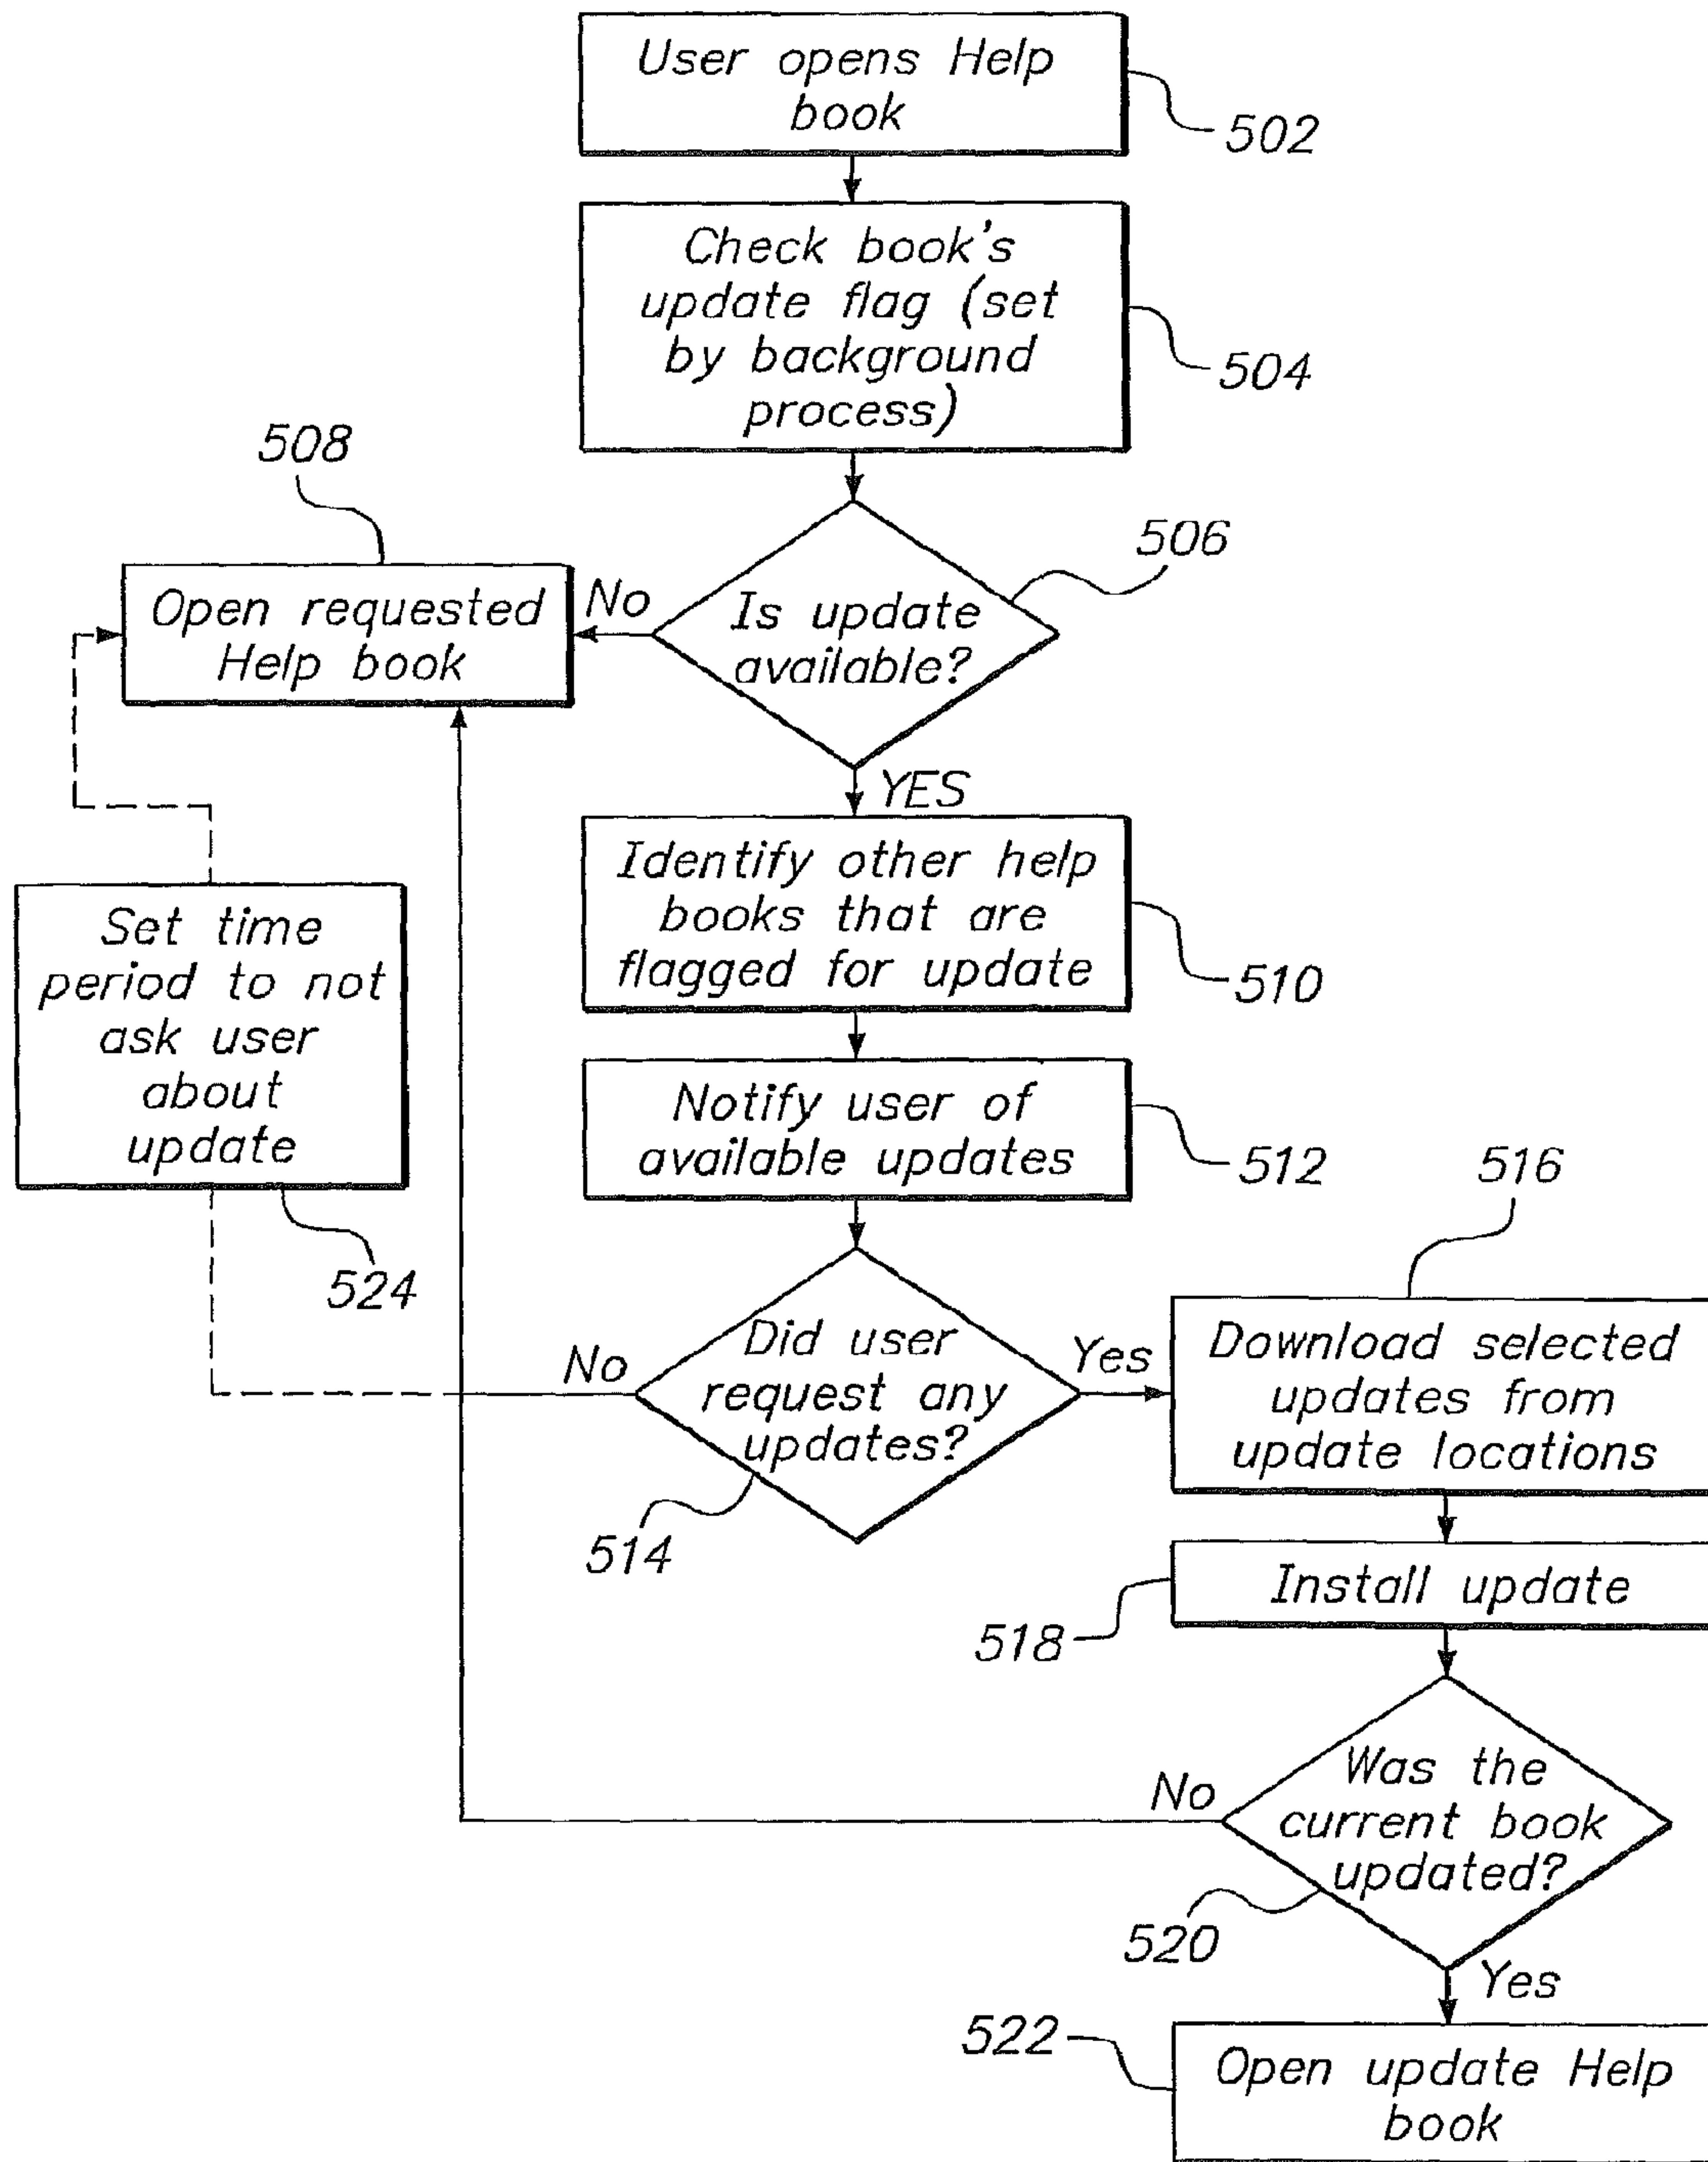 User opens Help
book
502
Check book's
update flag (set
by background
process)
504
508
506
Open requested
Help book
No
Is update
available?
YES
Identify other help
books that are
flagged for update
510
Set time
period to not
ask user
about
update
524
Notify user of
available updates
512
516
No
Did user
request any
updates?
Yes
514
Download selected
updates from
update locations
Install update
518
No
Was the
current book
updated?
520
Yes
522
Open update Help
book